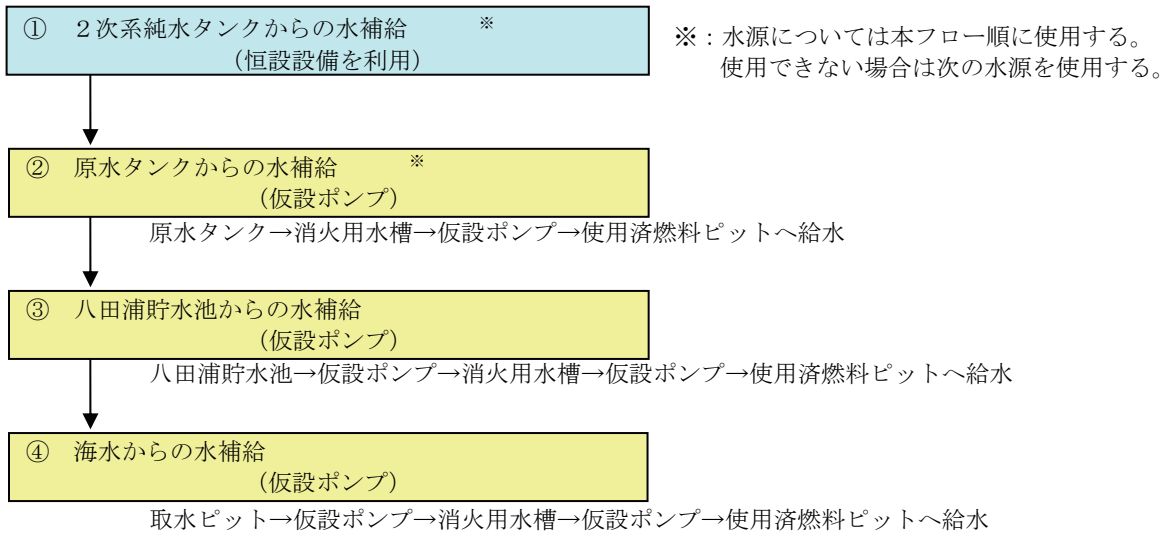 ① 2次系純水タンクからの水補給 ※
(恒設設備を利用)
※:水源については本フロー順に使用する。
使用できない場合は次の水源を使用する。
② 原水タンクからの水補給 ※
(仮設ポンプ)
原水タンク→消火用水槽→仮設ポンプ→使用済燃料ピットへ給水
③ 八田浦貯水池からの水補給
(仮設ポンプ)
八田浦貯水池→仮設ポンプ→消火用水槽→仮設ポンプ→使用済燃料ピットへ給水
④ 海水からの水補給
(仮設ポンプ)
取水ピット→仮設ポンプ→消火用水槽→仮設ポンプ→使用済燃料ピットへ給水